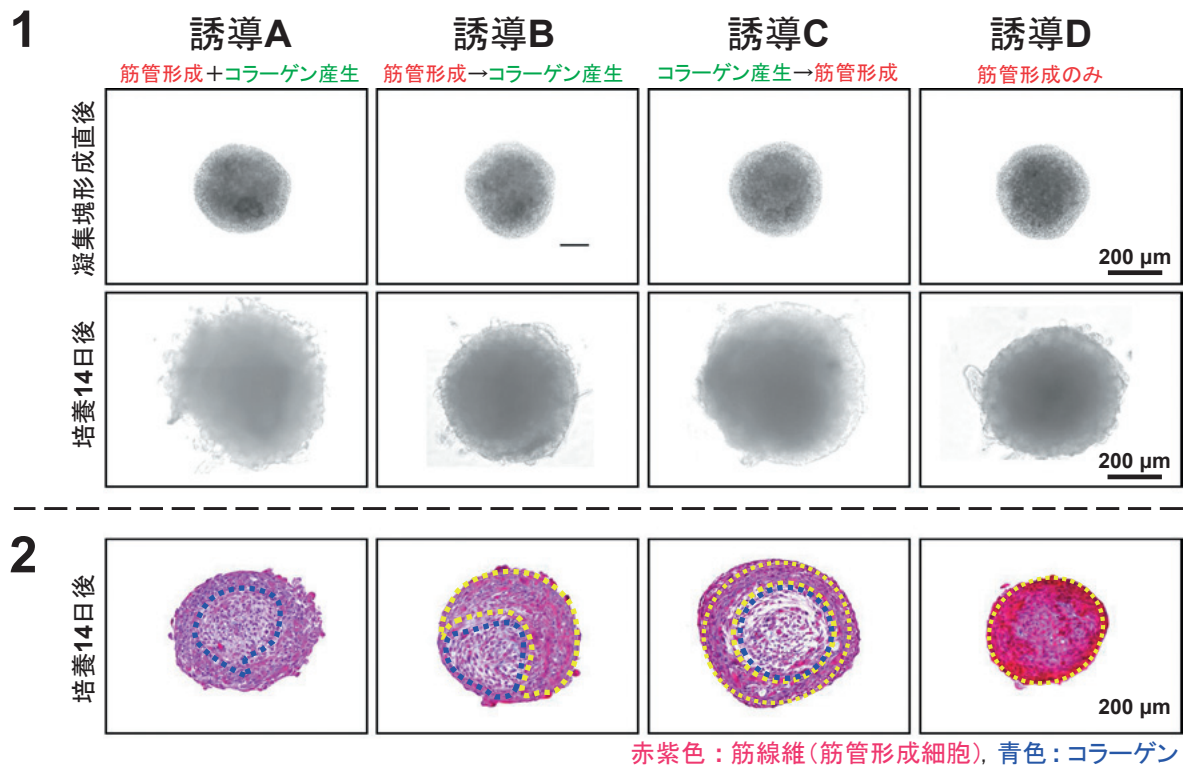 1
誘導A
誘導B
誘導C
誘導D
筋管形成＋コラーゲン産生
筋管形成→コラーゲン産生
コラーゲン産生→筋管形成
筋管形成のみ
凝集塊形成直後
200 µm
培養14日後
200 µm
2
培養14日後
200 µm
赤紫色：筋線維（筋管形成細胞），青色：コラーゲン